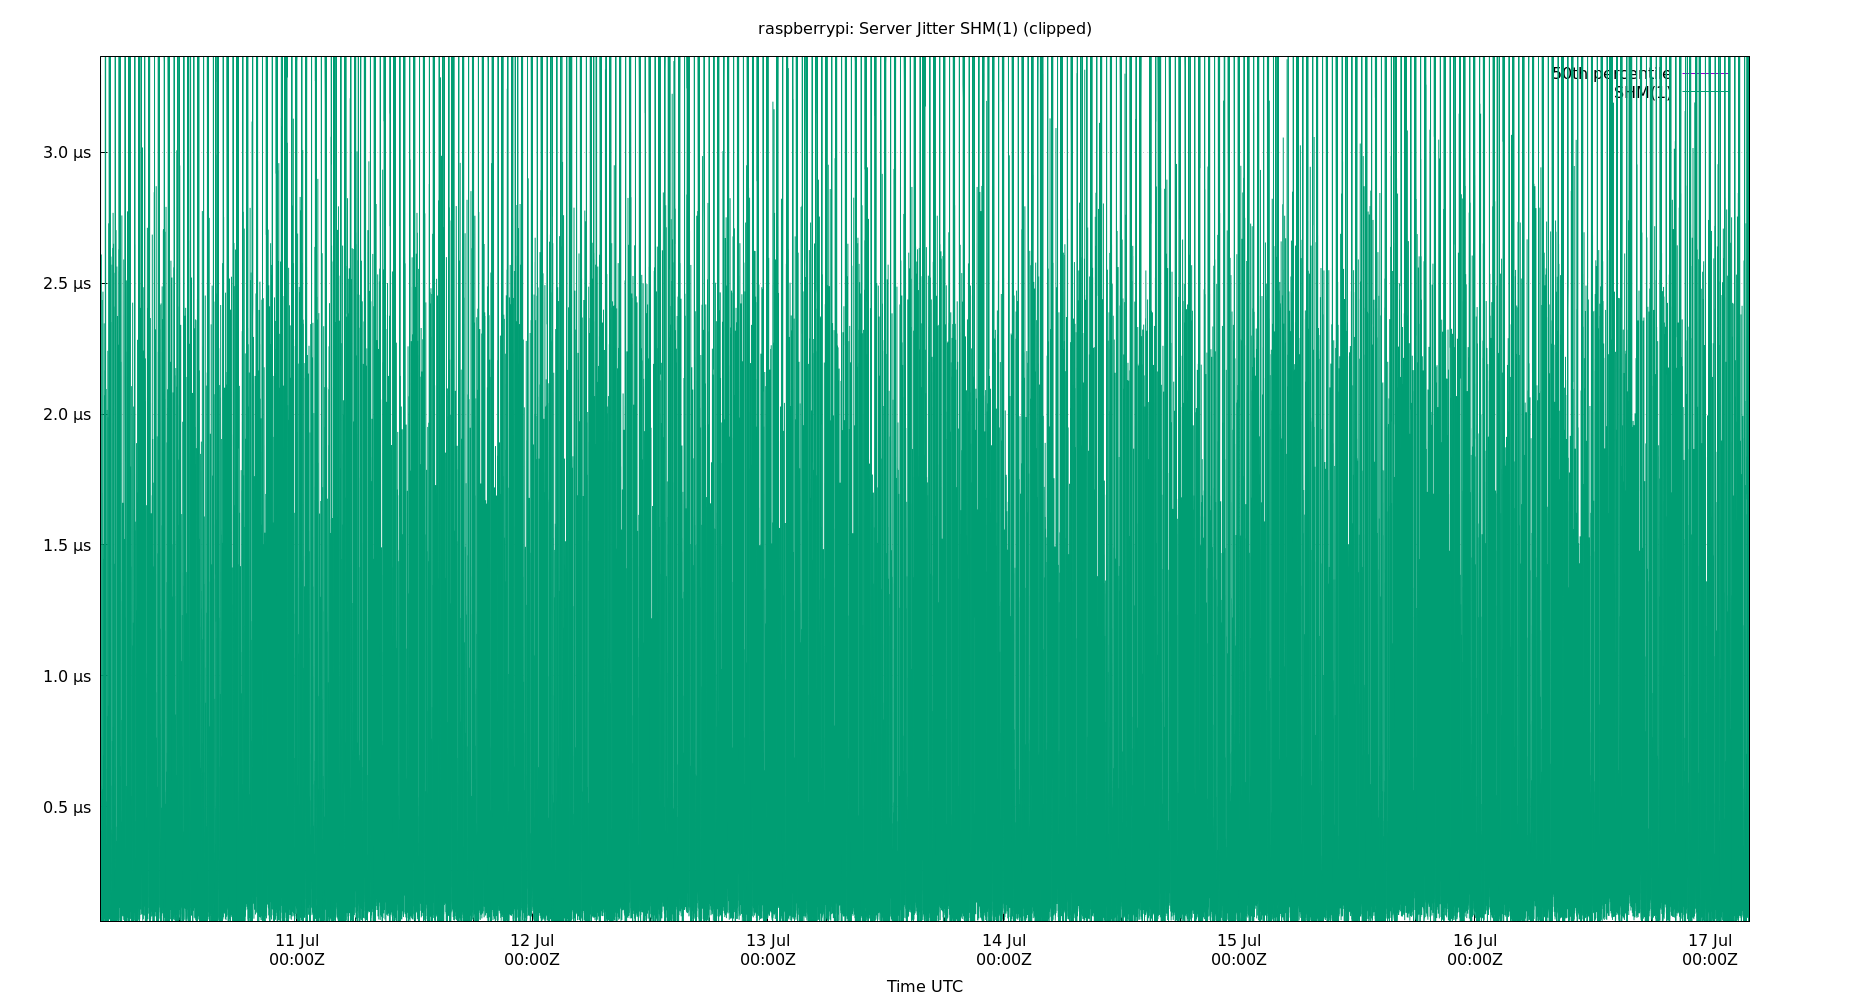 raspberrypi: Server Jitter SHM(1) (clipped)
50th percentile
SHM(1)
3.0 µs
2.5 µs
2.0 µs
1.5 µs
1.0 µs
0.5 µs
11 Jul 12 Jul 13 Jul 14 Jul 15 Jul 16 Jul 17 Jul
00:00Z 00:00Z 00:00Z 00:00Z 00:00Z 00:00Z 00:00Z
Time UTC